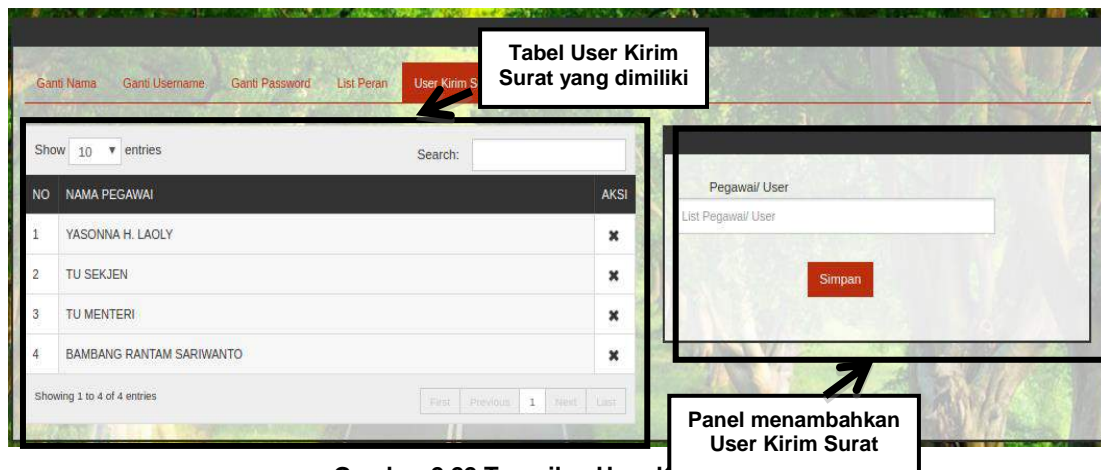 Tabel User Kirim
Surat yang dimiliki
Ganti Nama Ganti Username Ganti Password List Peran User Kirim
Show 10 entries Search:
NO NAMA PEGAWAI AKSI
1 YASONNA H. LAOLY
2 TU SEKJEN
3 TU MENTERI
4 BAMBANG RANTAM SARIWANTO
Showing 1 to 4 of 4 entries
First Previous 1 Next Last
Pegawai/ User
List Pegawai/ User
Simpan
Panel menambahkan
User Kirim Surat